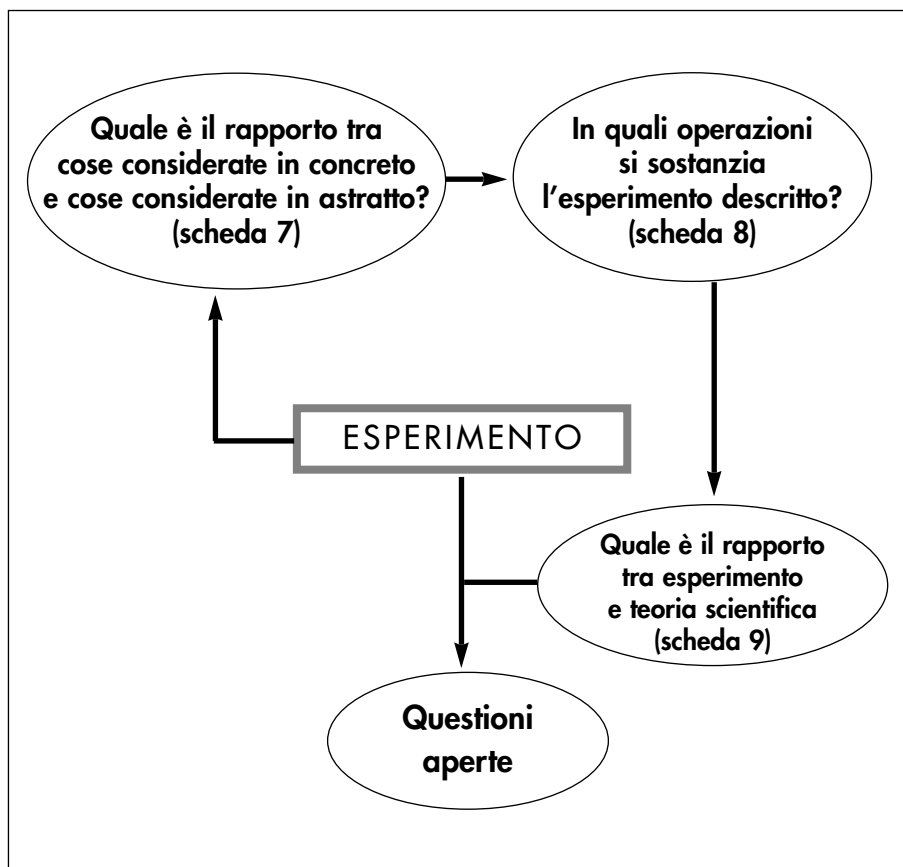 Quale è il rapporto tra
cose considerate in concreto
e cose considerate in astratto?
(scheda 7)
In quali operazioni
si sostanzia
l'esperimento descritto?
(scheda 8)
ESPERIMENTO
Quale è il rapporto
tra esperimento
e teoria scientifica
(scheda 9)
Questioni
aperte